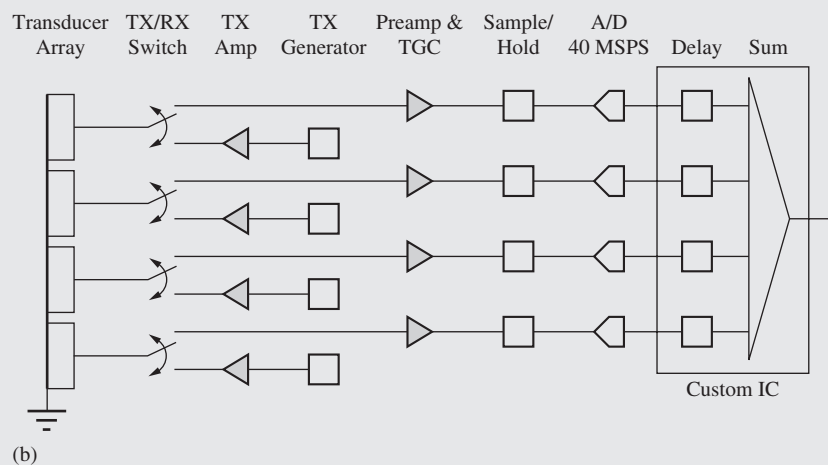 Transducer TX/RX TX TX Preamp & Sample/ A/D
Array Switch Amp Generator TGC Hold 40 MSPS Delay Sum
Custom IC
(b)